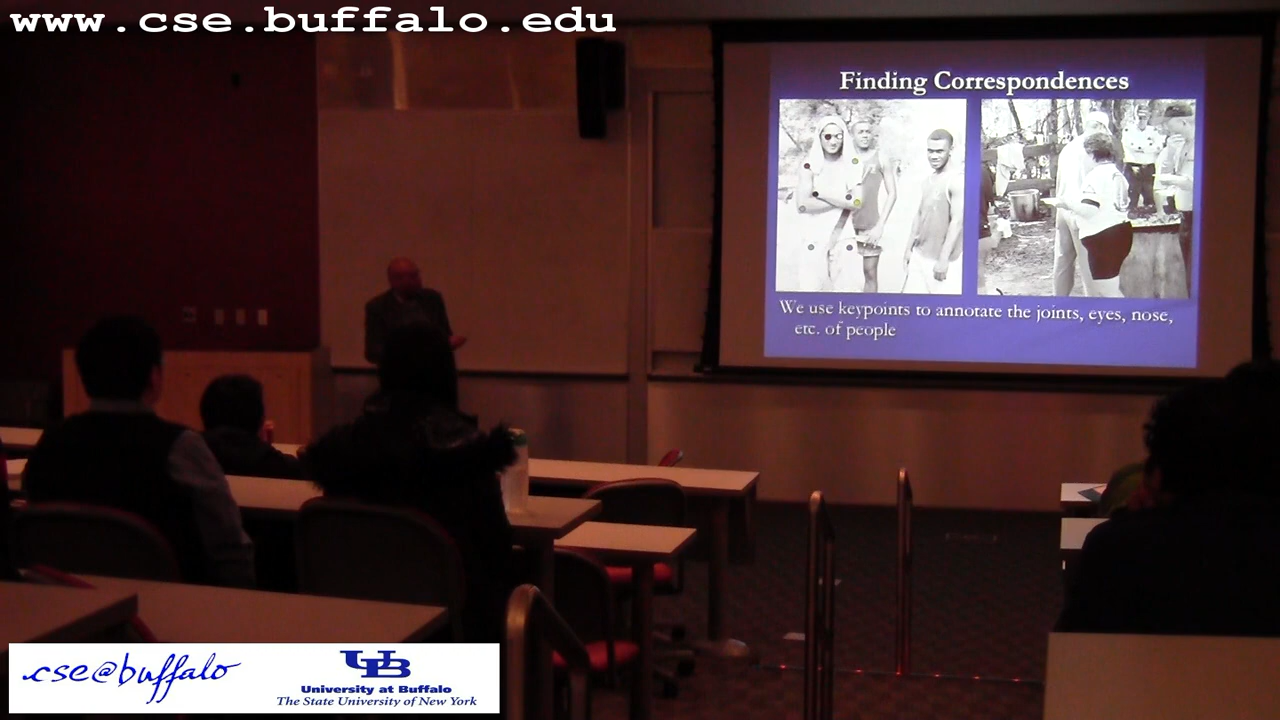 www.cse.buffalo.edu
Finding Correspondences
We use keypoints to annotate the joints, eyes, nose,
etc. of people
cse@buffalo
UB
University at Buffalo
The State University of New York